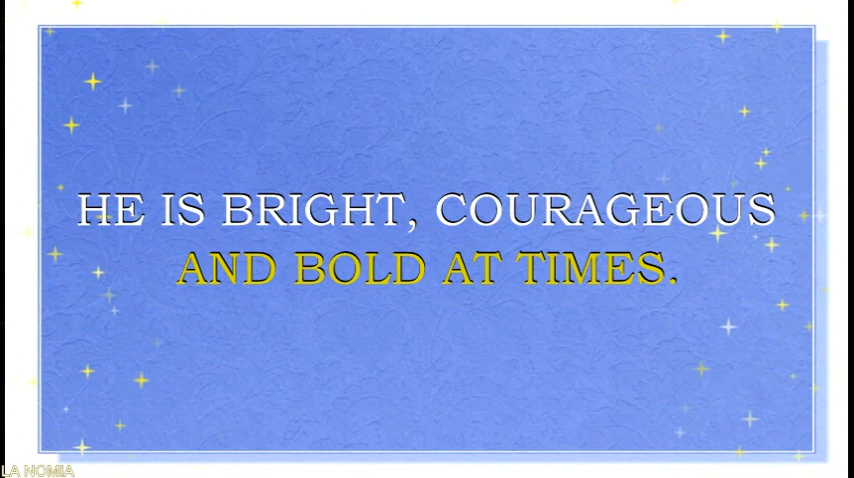 HE IS BRIGHT, COURAGEOUS
AND BOLD AT TIMES.
LA NOMIA